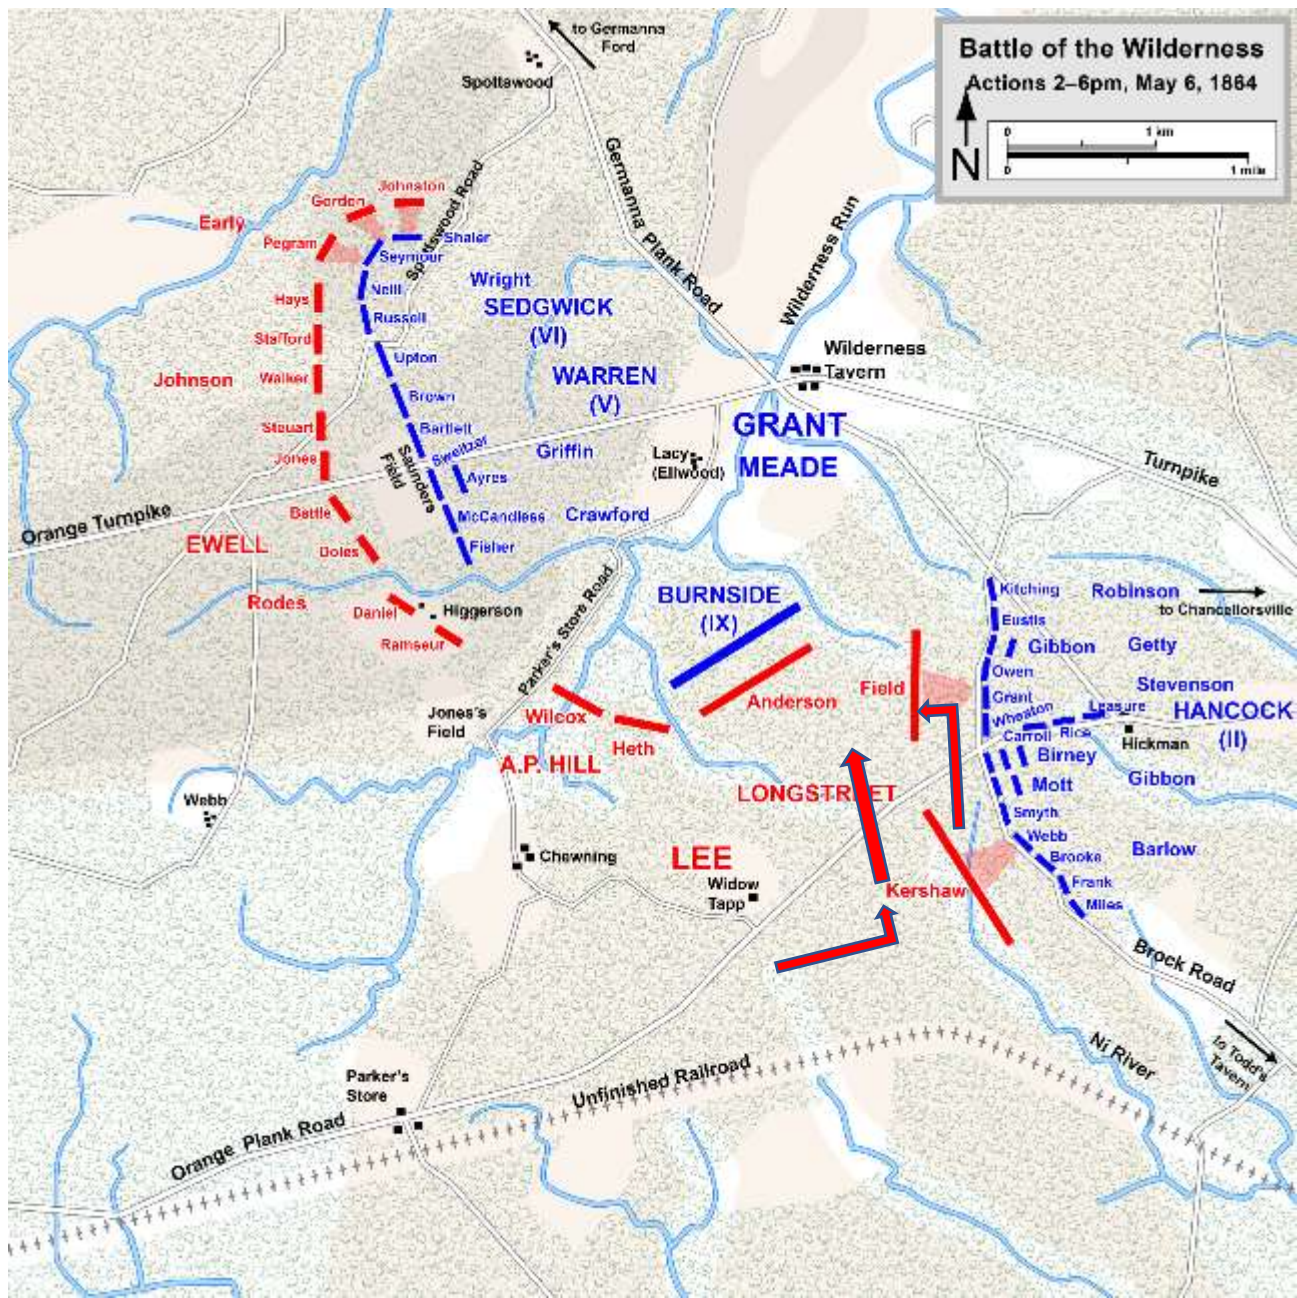 Battle of the Wilderness
Actions 2–6pm, May 6, 1864
0 1 km
0 1 mile
N
to Germanna
Ford
Spottswood
Germanna Plank Road
Spottswood Road
Wilderness Run
Johnston
Gordon
Early
Pegram
Shaler
Seymour
Hays
Neill
Wright
SEDGWICK
(VI)
Russell
Stafford
Upton
Johnson
Walker
WARREN
(V)
Wilderness
Tavern
Brown
Steuart
Bartlett
GRANT
MEADE
Sweitzer
Griffin
Jones
Saunders
Field
Lacy
(Ellwood)
Ayres
Turnpike
Orange Turnpike
Battle
McCandless
Crawford
EWELL
Doles
Fisher
Rodes
Daniel
Higgerson
Ramseur
Parker's Store Road
BURNSIDE
(IX)
Kitching
Robinson
to Chancellorsville
Eustis
Gibbon
Getty
Owen
Grant
Stevenson
Wheaton
Leasure
HANCOCK
(II)
Field
Anderson
Wilcox
Jones's
Field
Heth
Carroll
Rice
Hickman
Birney
A.P. HILL
Mott
Gibbon
LONGSTREET
Webb
Smyth
Webb
Chewning
LEE
Brooke
Barlow
Widow
Tapp
Kershaw
Frank
Miles
Brock Road
Ni River
to Todd's
Tavern
Parker's
Store
Unfinished Railroad
Orange Plank Road